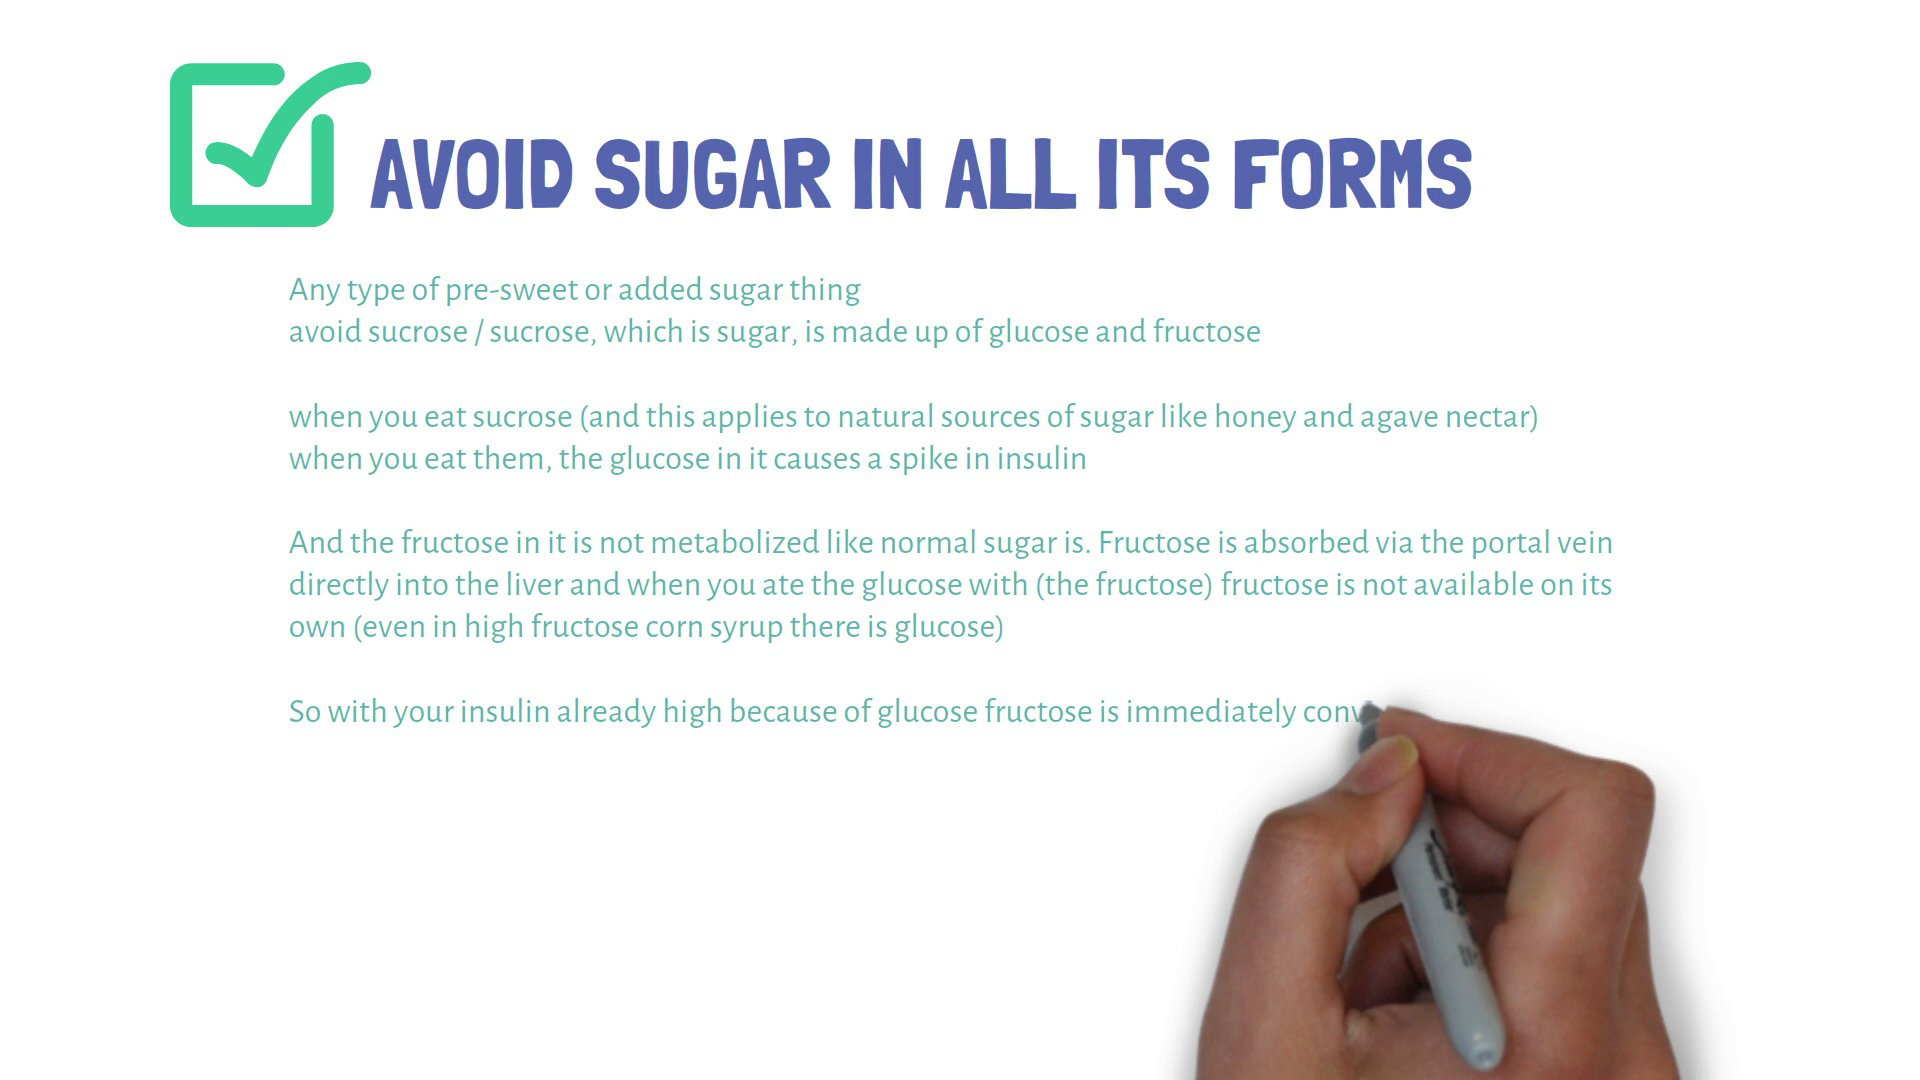 AVOID SUGAR IN ALL ITS FORMS
Any type of pre-sweet or added sugar thing
avoid sucrose / sucrose, which is sugar, is made up of glucose and fructose
when you eat sucrose (and this applies to natural sources of sugar like honey and agave nectar)
when you eat them, the glucose in it causes a spike in insulin
And the fructose in it is not metabolized like normal sugar is. Fructose is absorbed via the portal vein
directly into the liver and when you ate the glucose with (the fructose) fructose is not available on its
own (even in high fructose corn syrup there is glucose)
So with your insulin already high because of glucose fructose is immediately conv